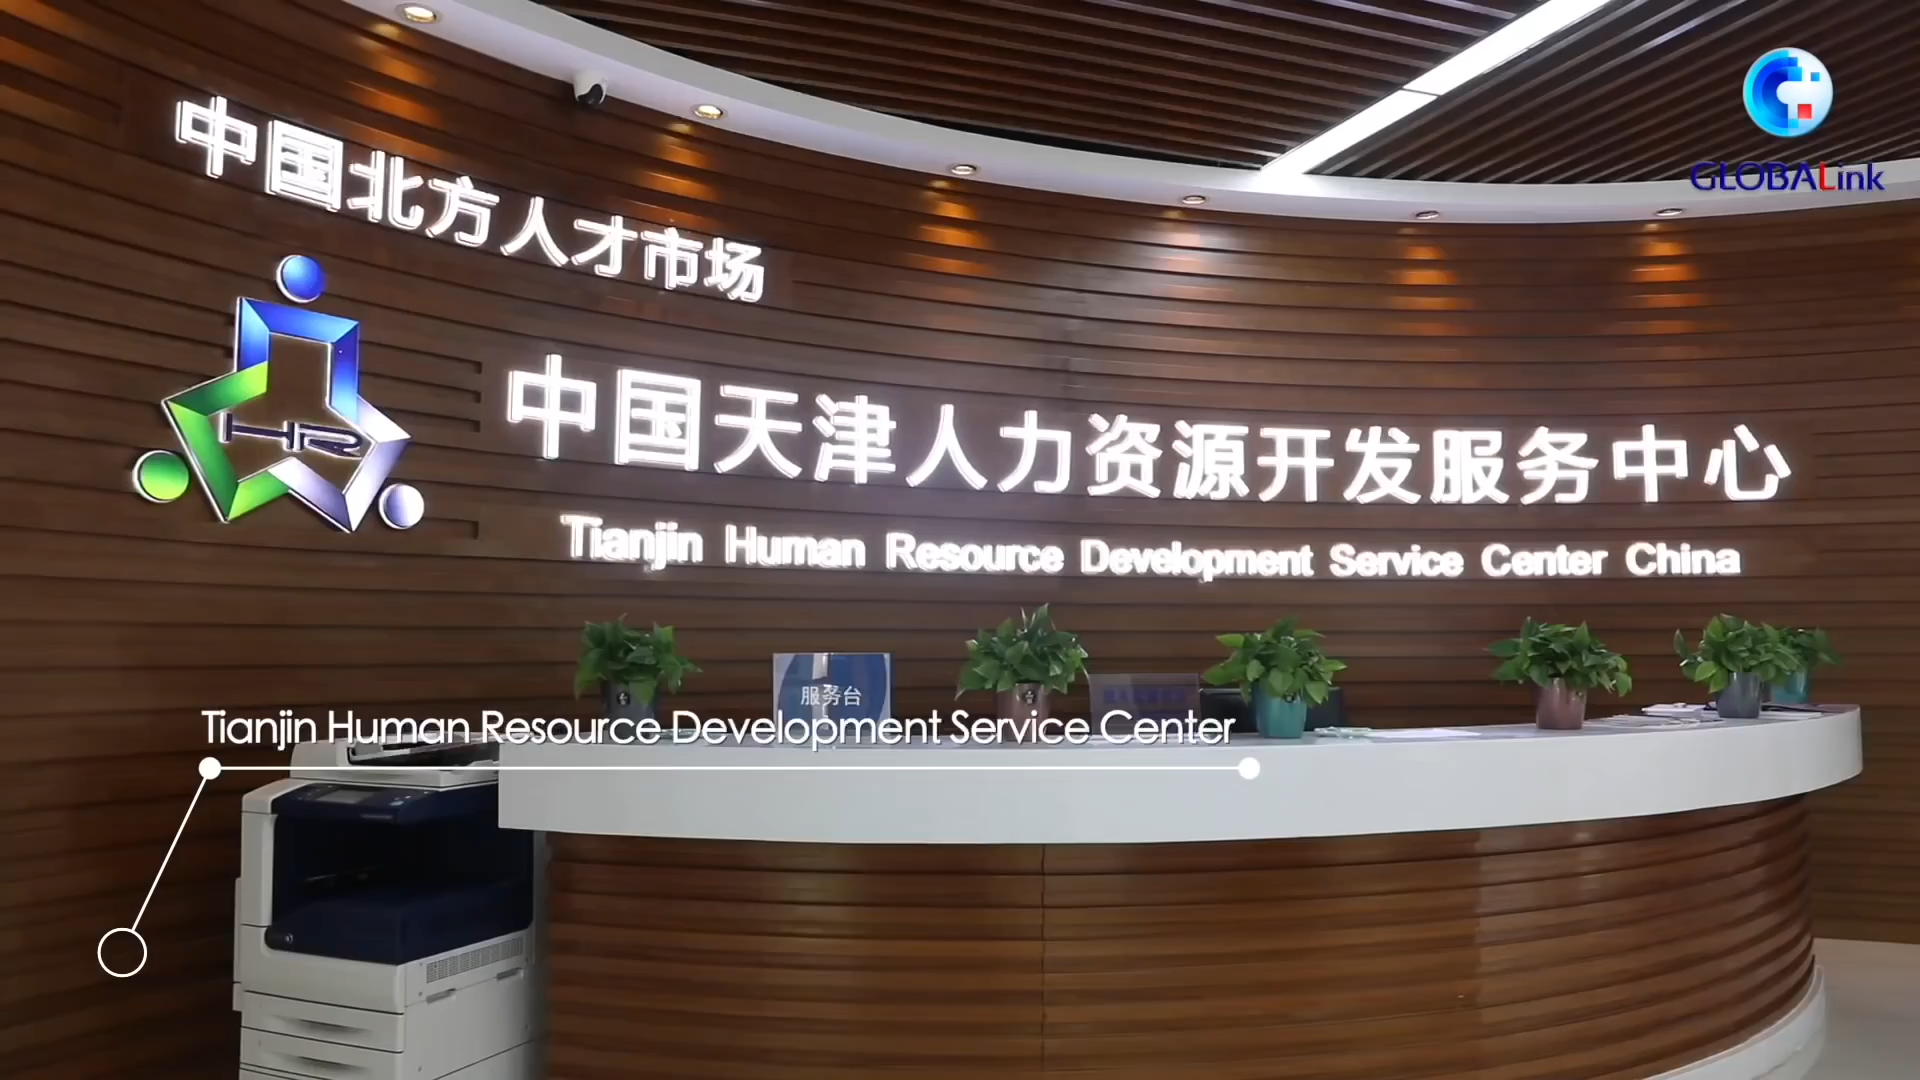 GLOBALink
中国北方人才市场
HR
中国天津人力资源开发服务中心
Tianjin Human Resource Development Service Center China
服务台
Tianjin Human Resource Development Service Center